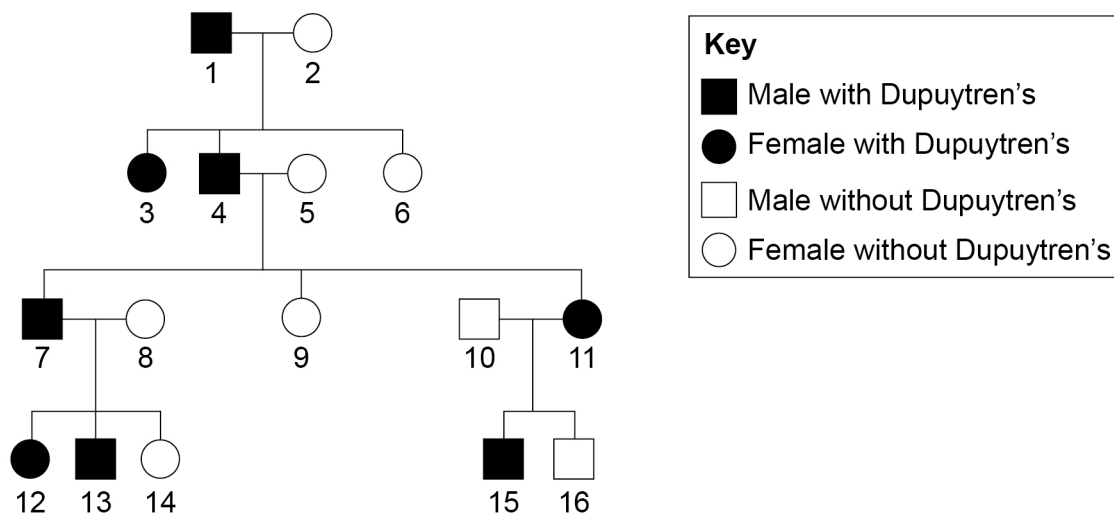 Key
Male with Dupuytren's
Female with Dupuytren's
Male without Dupuytren's
Female without Dupuytren's
1 2
3 4 5 6
7 8 9 10 11
12 13 14 15 16